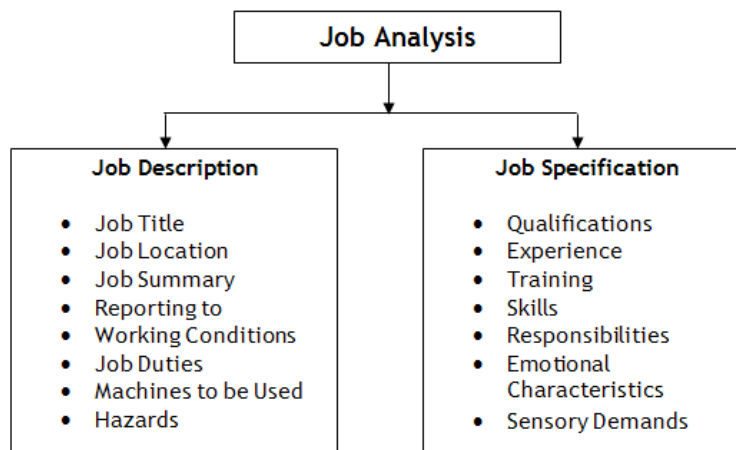 Job Analysis
Job Description
• Job Title
• Job Location
• Job Summary
• Reporting to
• Working Conditions
• Job Duties
• Machines to be Used
• Hazards
Job Specification
• Qualifications
• Experience
• Training
• Skills
• Responsibilities
• Emotional
Characteristics
• Sensory Demands